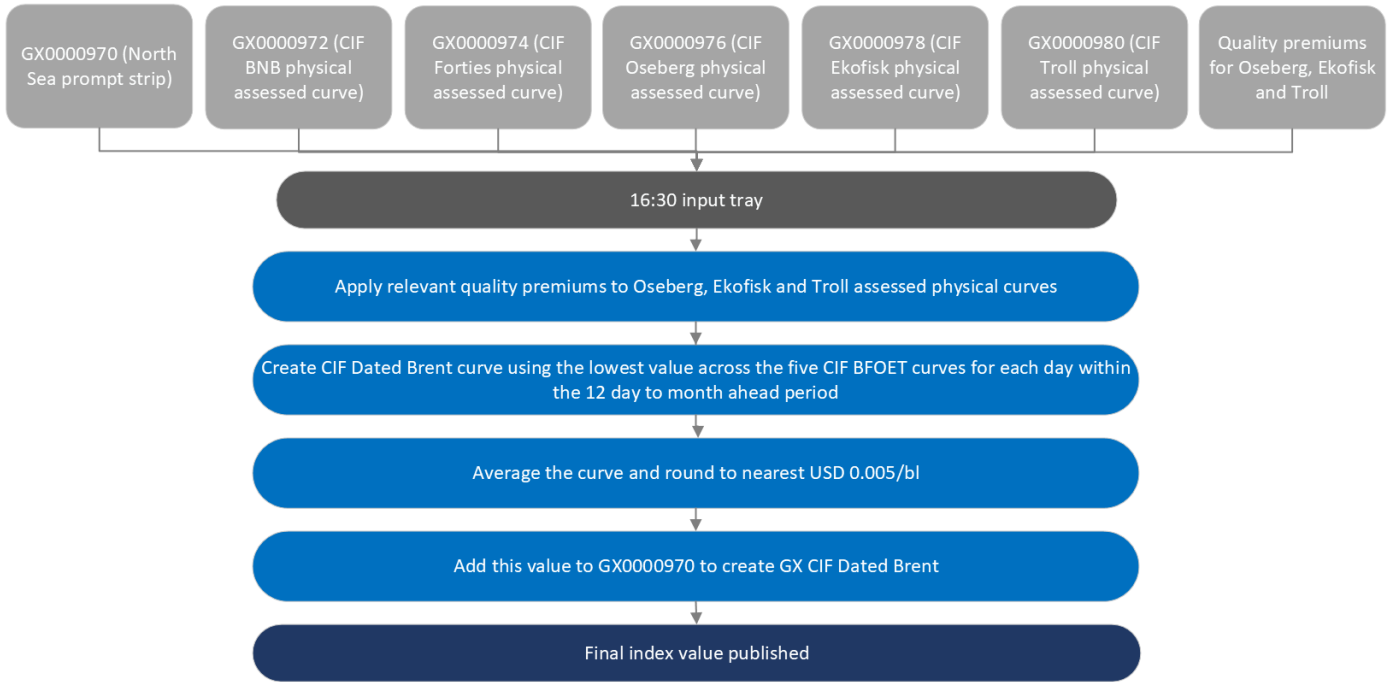 GX0000970 (North
Sea prompt strip)
GX0000972 (CIF
BNB physical
assessed curve)
GX0000974 (CIF
Forties physical
assessed curve)
GX0000976 (CIF
Oseberg physical
assessed curve)
GX0000978 (CIF
Ekofisk physical
assessed curve)
GX0000980 (CIF
Troll physical
assessed curve)
Quality premiums
for Oseberg, Ekofisk
and Troll
16:30 input tray
Apply relevant quality premiums to Oseberg, Ekofisk and Troll assessed physical curves
Create CIF Dated Brent curve using the lowest value across the five CIF BFOET curves for each day within
the 12 day to month ahead period
Average the curve and round to nearest USD 0.005/bl
Add this value to GX0000970 to create GX CIF Dated Brent
Final index value published